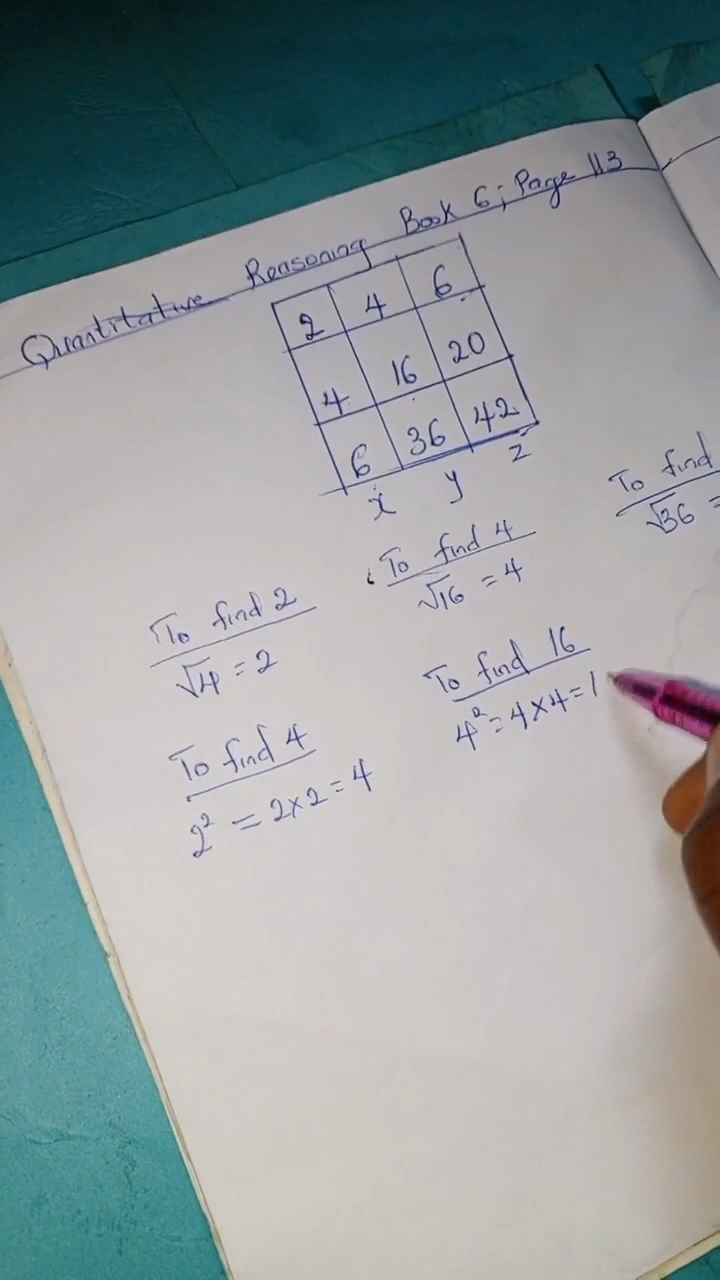 Quantitative Reasoning Book 6; Page 113
2 4 6
4 16 20
6 36 42
x y z
To find 2
√4 = 2
To find 4
2² = 2×2 = 4
To find 4
√16 = 4
To find 16
4² = 4×4 = 1
To find
√36 =